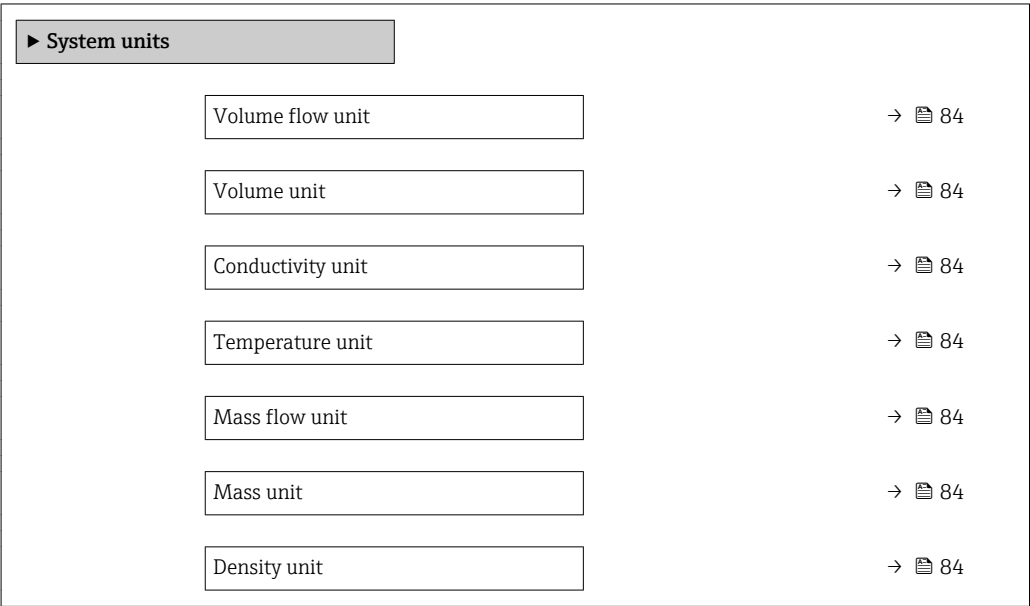 ▶ System units
Volume flow unit → 84
Volume unit → 84
Conductivity unit → 84
Temperature unit → 84
Mass flow unit → 84
Mass unit → 84
Density unit → 84